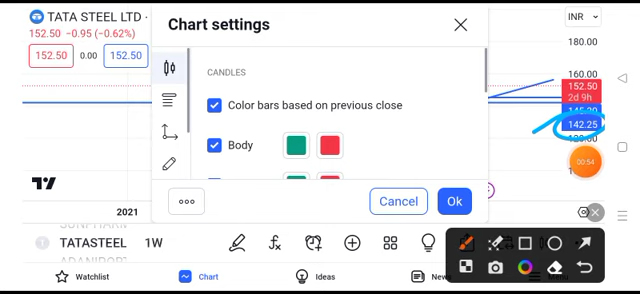 TATA STEEL LTD ·
152.50 −0.95 (−0.62%)
152.50 0.00 152.50
Chart settings
CANDLES
Color bars based on previous close
Body
Cancel Ok
INR
180.00
160.00
152.50
2d 9h
142.25
00:54
2021
TATASTEEL 1W
Watchlist Chart Ideas News